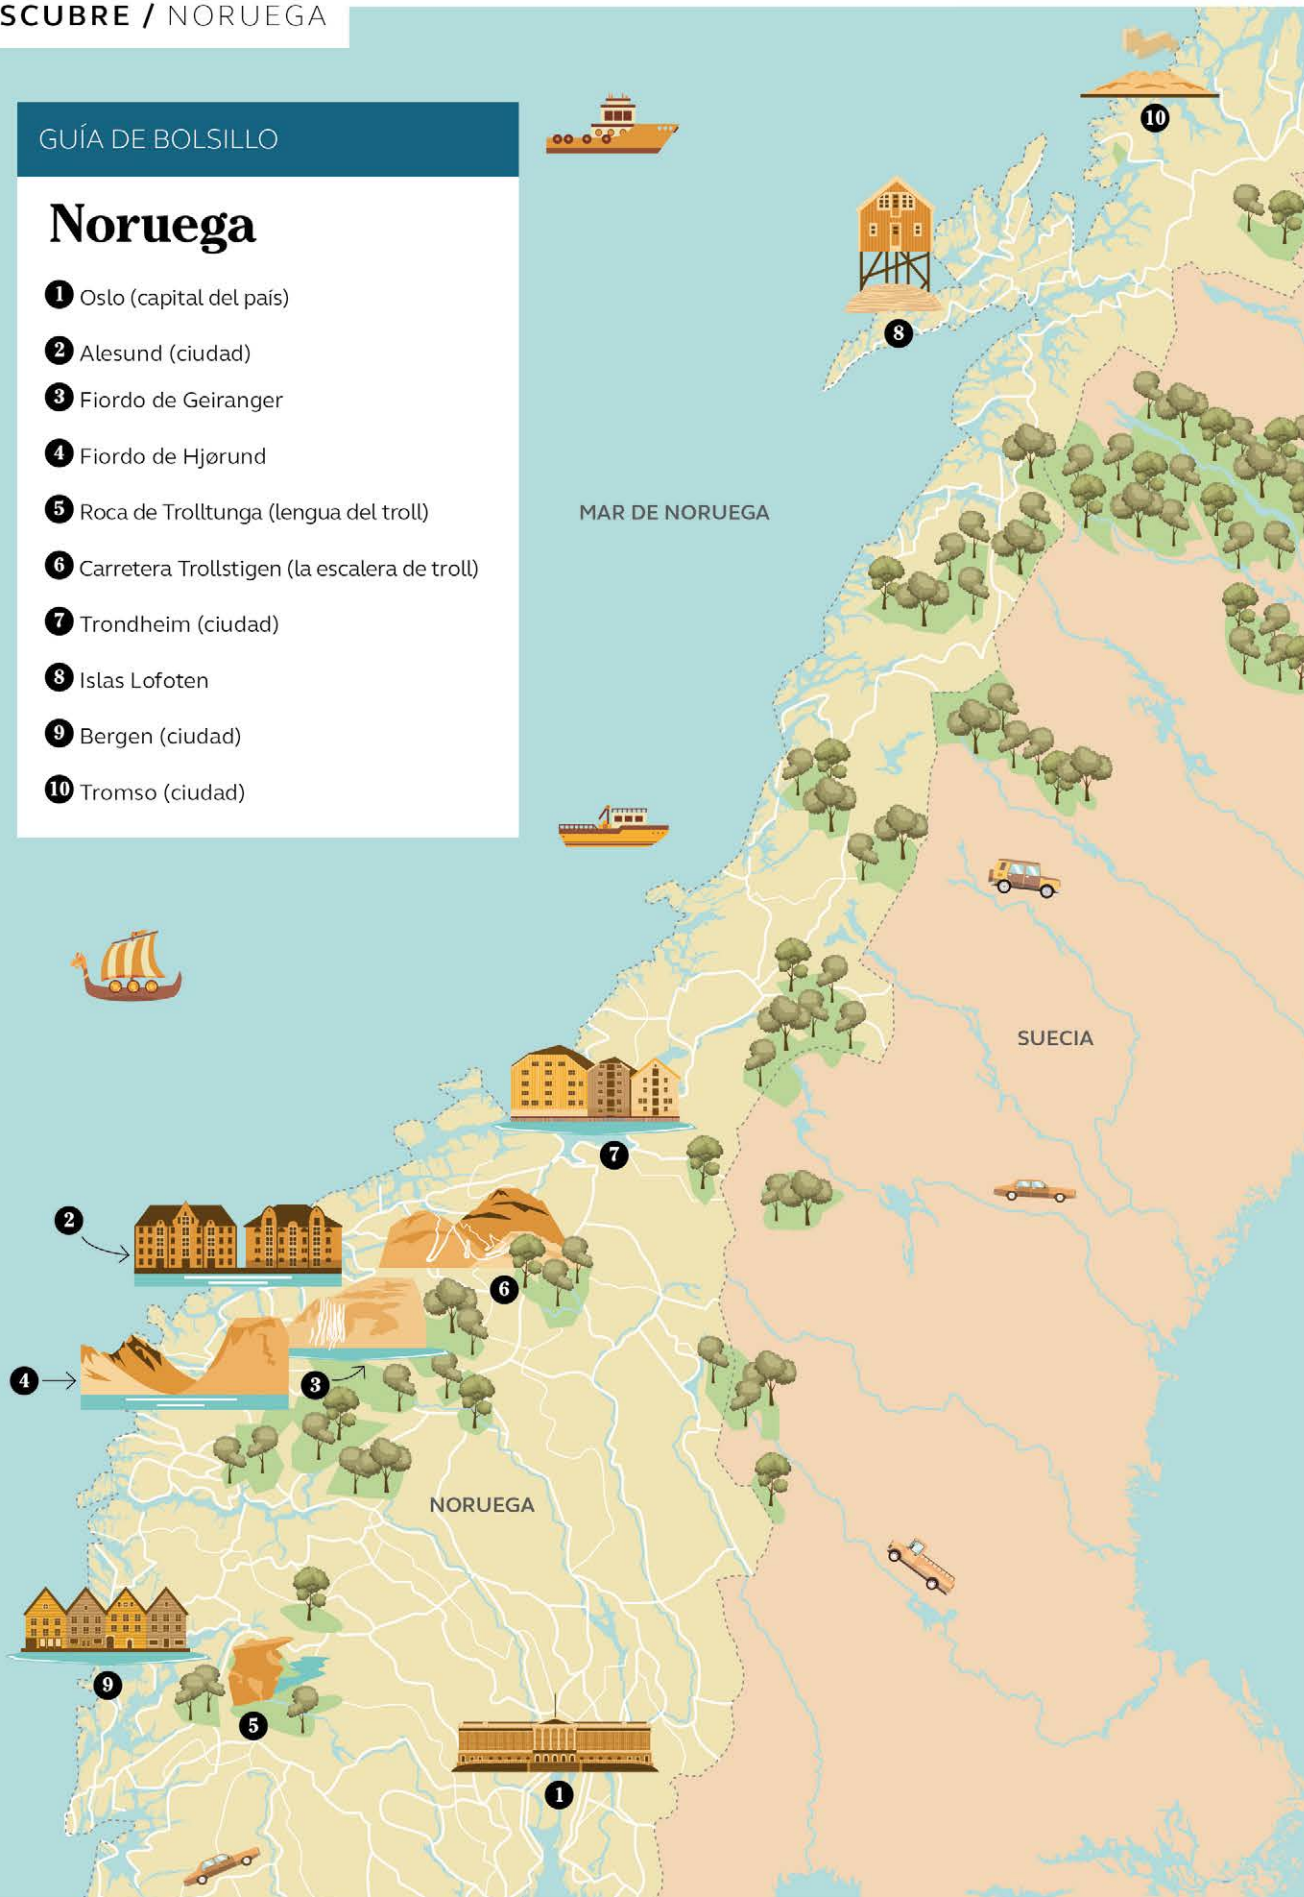 SCUBRE / NORUEGA
GUÍA DE BOLSILLO
Noruega
1 Oslo (capital del país)
2 Alesund (ciudad)
3 Fiordo de Geiranger
4 Fiordo de Hjørund
5 Roca de Trolltunga (lengua del troll)
6 Carretera Trollstigen (la escalera de troll)
7 Trondheim (ciudad)
8 Islas Lofoten
9 Bergen (ciudad)
10 Tromso (ciudad)
10
8
MAR DE NORUEGA
SUECIA
7
2
6
4
3
NORUEGA
9
5
1